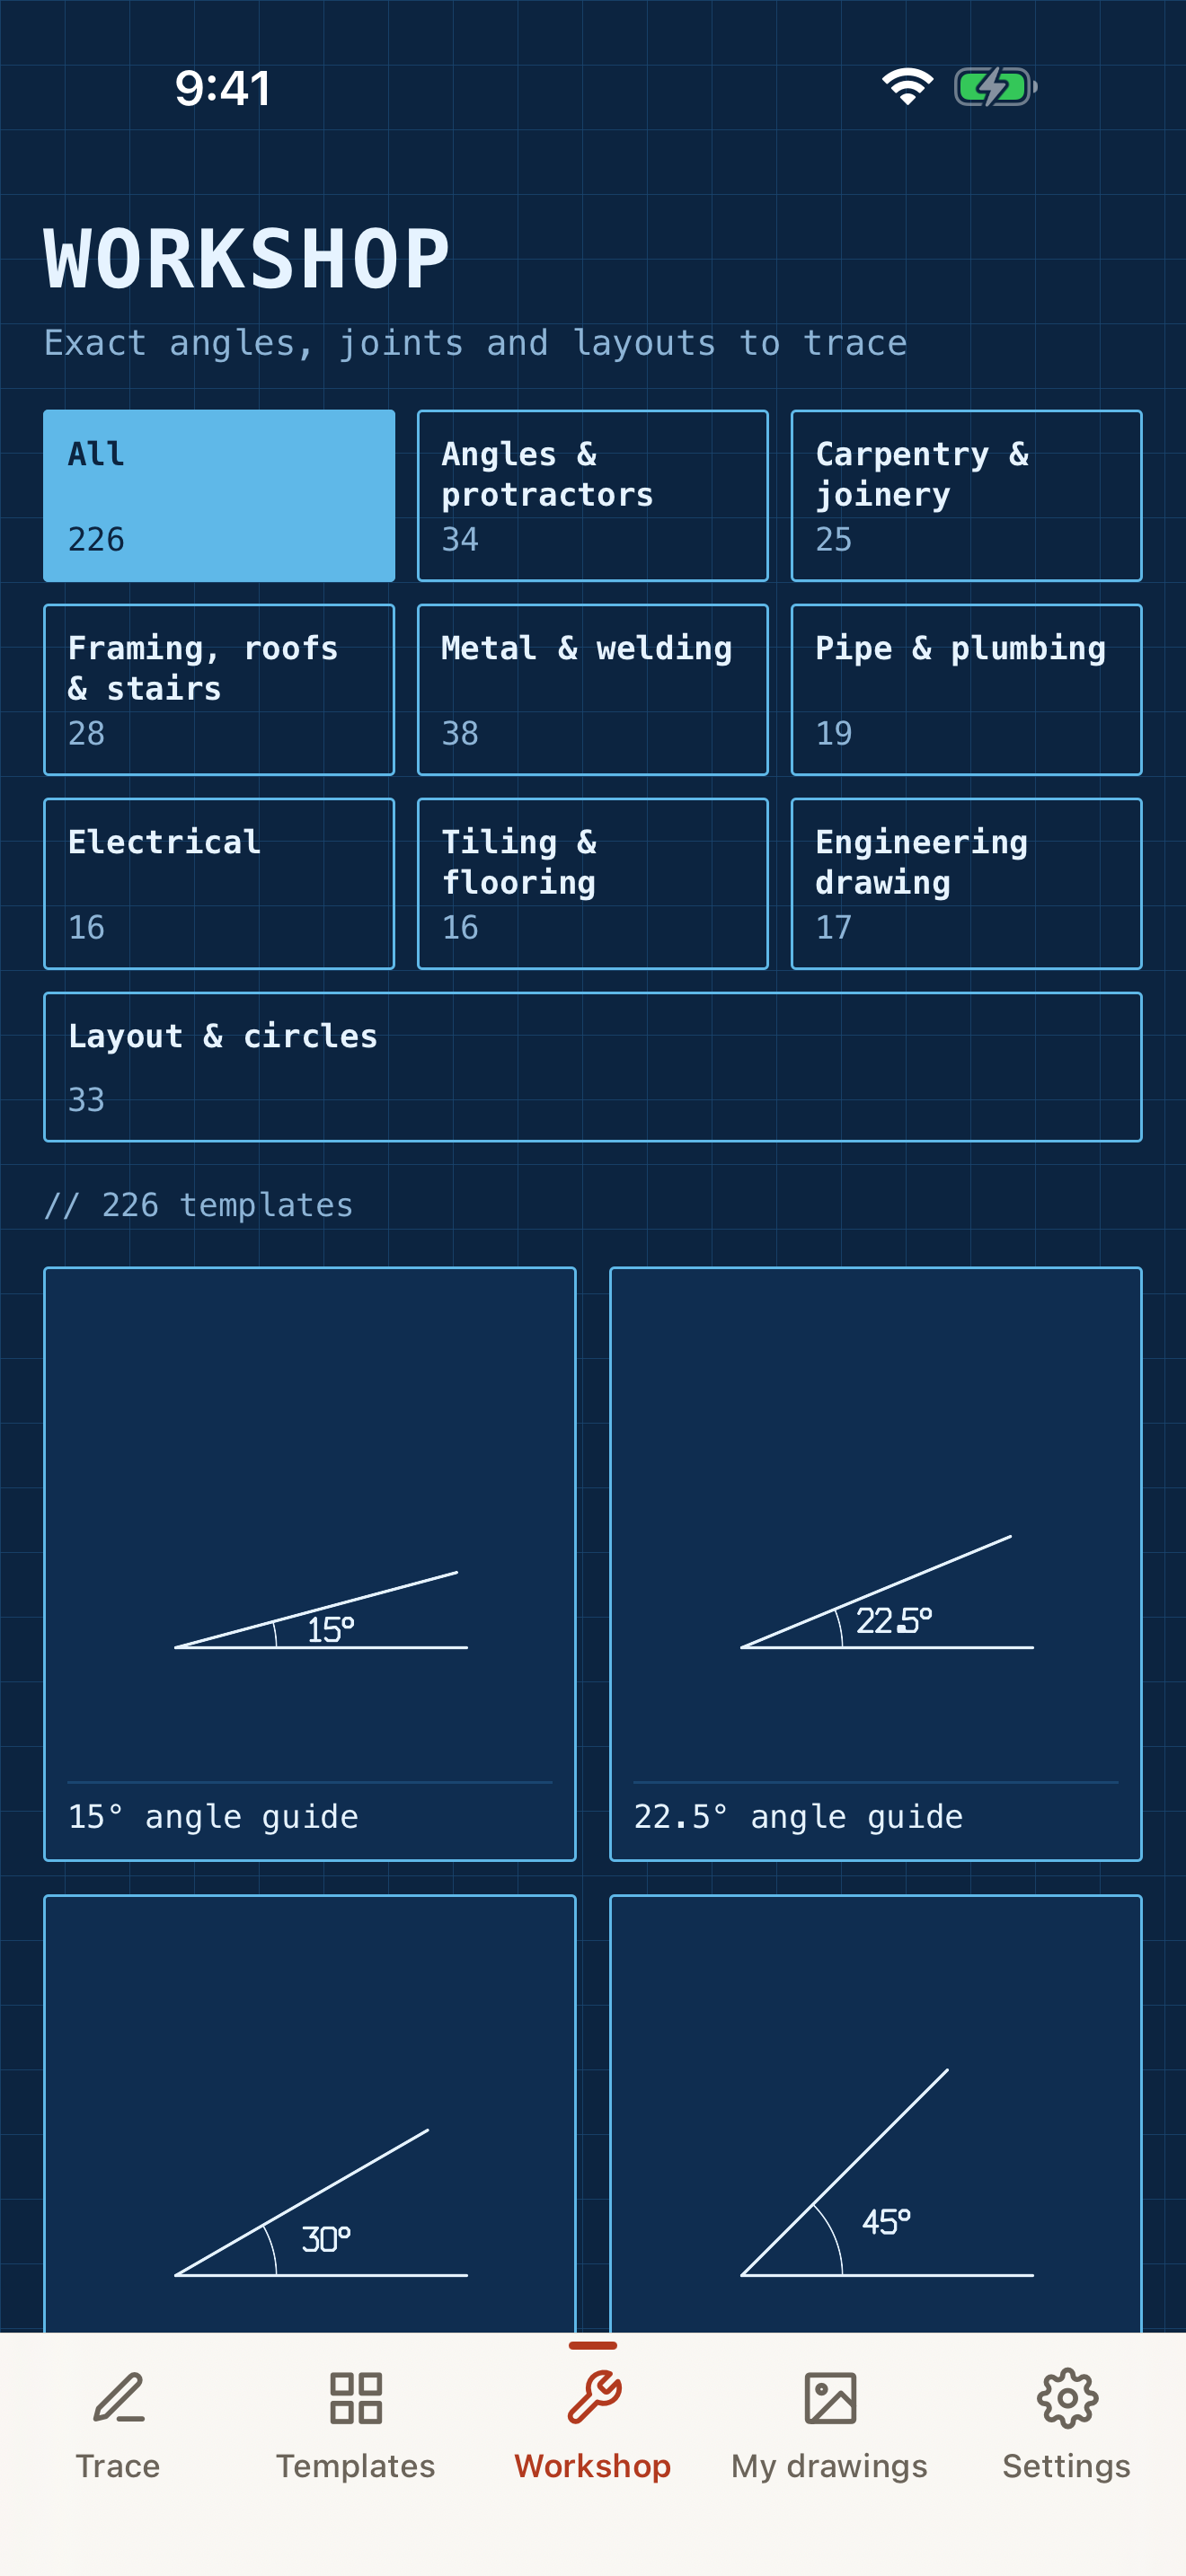 9:41
WORKSHOP
Exact angles, joints and layouts to trace
All
226
Angles &
protractors
34
Carpentry &
joinery
25
Framing, roofs
& stairs
28
Metal & welding
38
Pipe & plumbing
19
Electrical
16
Tiling &
flooring
16
Engineering
drawing
17
Layout & circles
33
// 226 templates
15°
15° angle guide
22.5°
22.5° angle guide
30°
45°
Trace
Templates
Workshop
My drawings
Settings